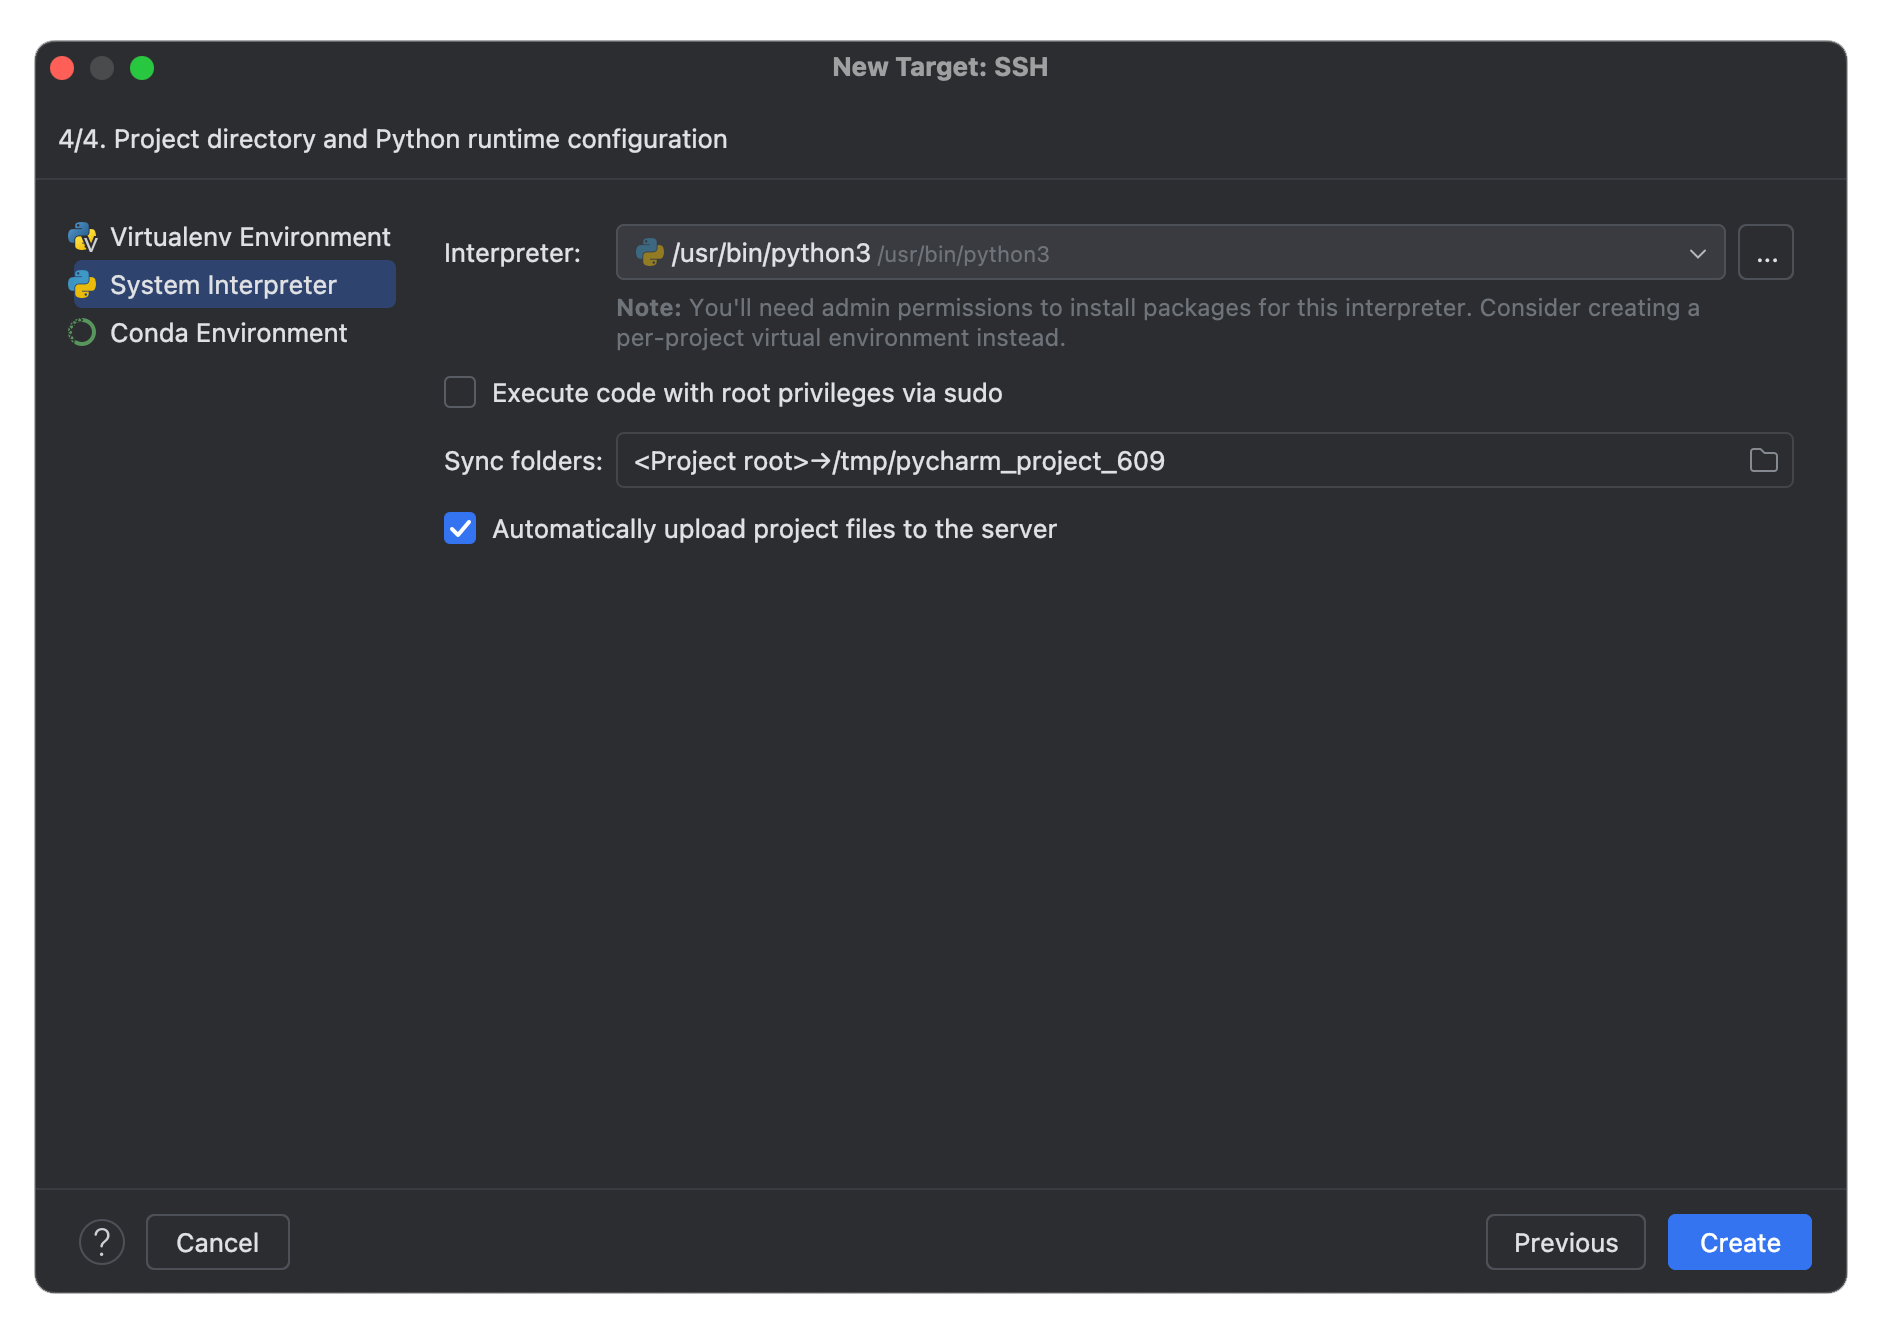 New Target: SSH
4/4. Project directory and Python runtime configuration
Virtualenv Environment
System Interpreter
Conda Environment
Interpreter: /usr/bin/python3 /usr/bin/python3 ...
Note: You'll need admin permissions to install packages for this interpreter. Consider creating a
per-project virtual environment instead.
Execute code with root privileges via sudo
Sync folders: <Project root>→/tmp/pycharm_project_609
Automatically upload project files to the server
? Cancel Previous Create